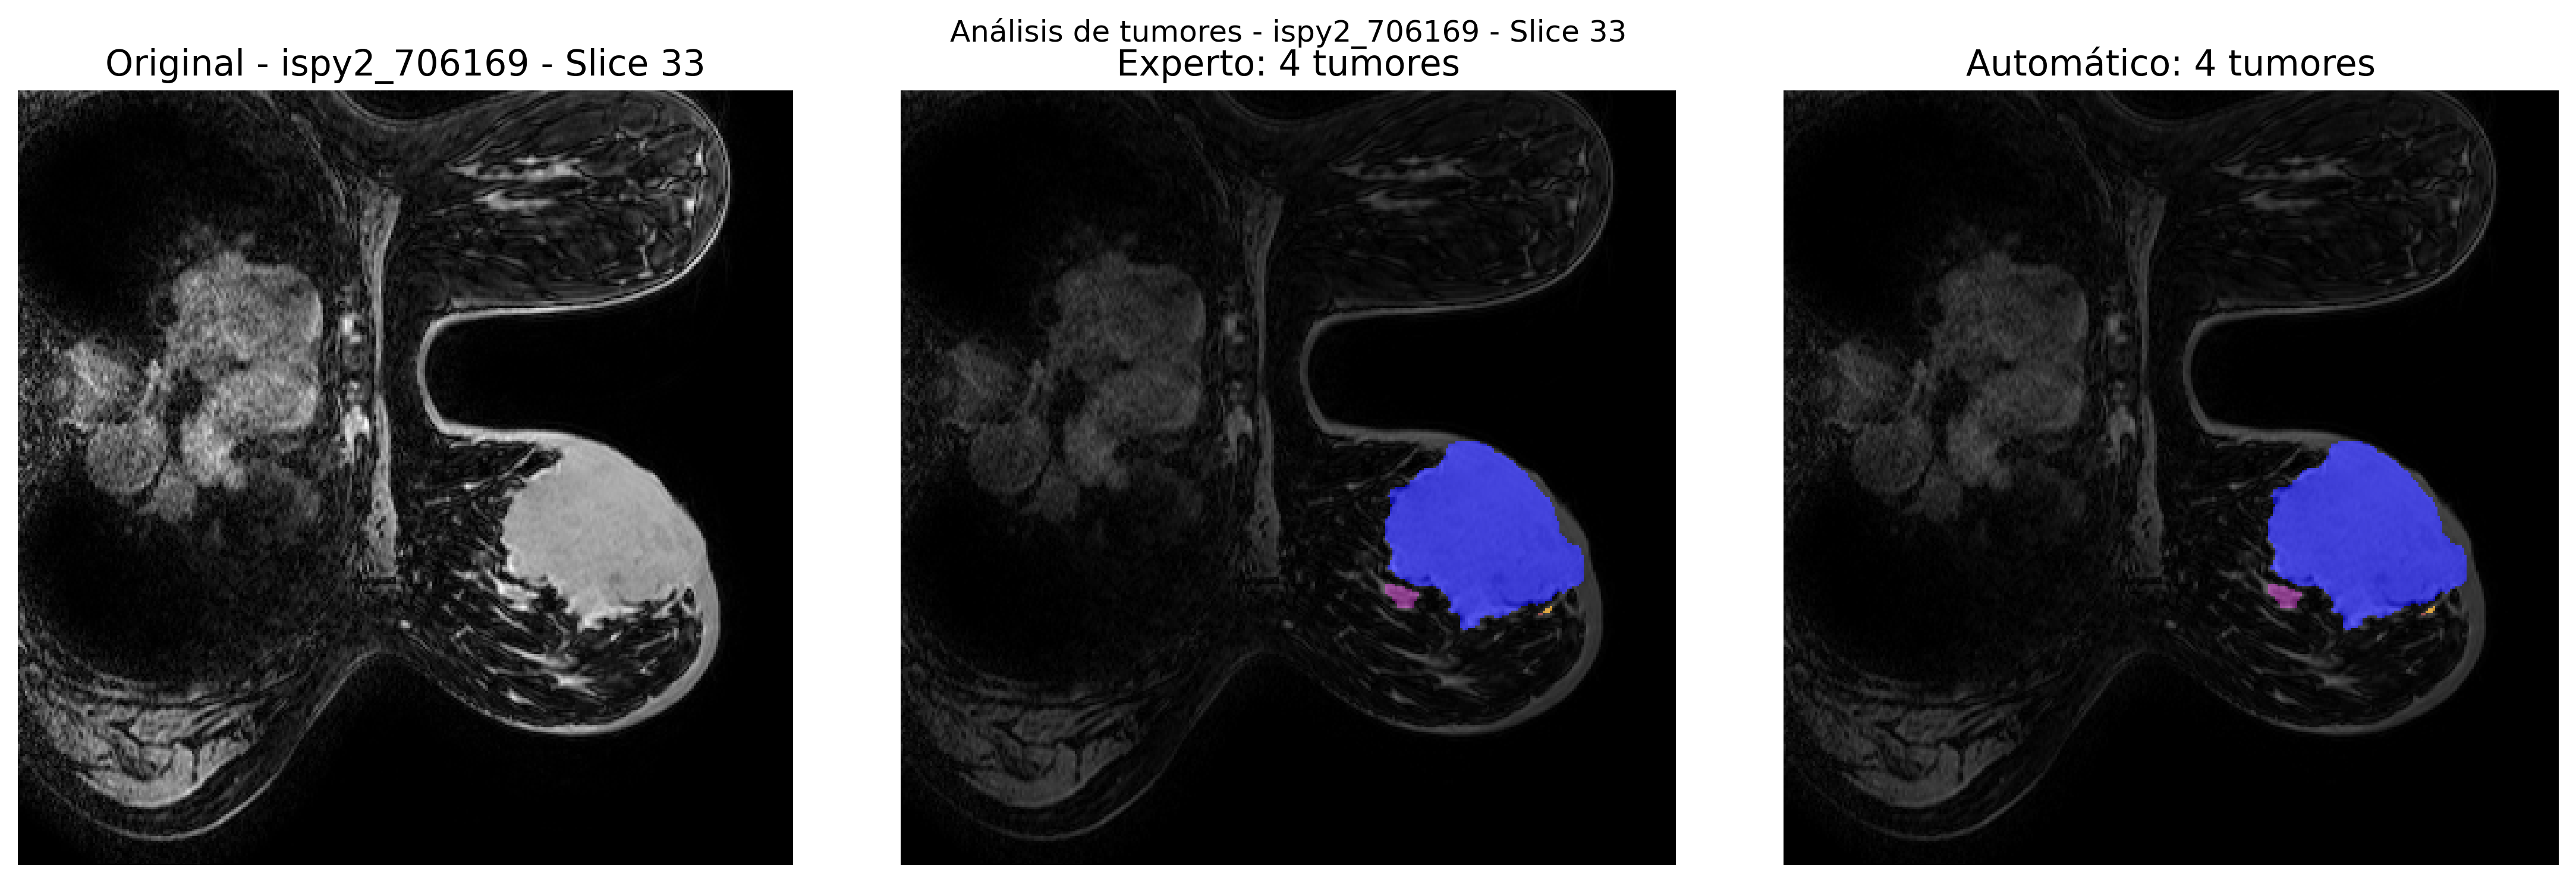 Análisis de tumores - ispy2_706169 - Slice 33
Original - ispy2_706169 - Slice 33
Experto: 4 tumores
Automático: 4 tumores